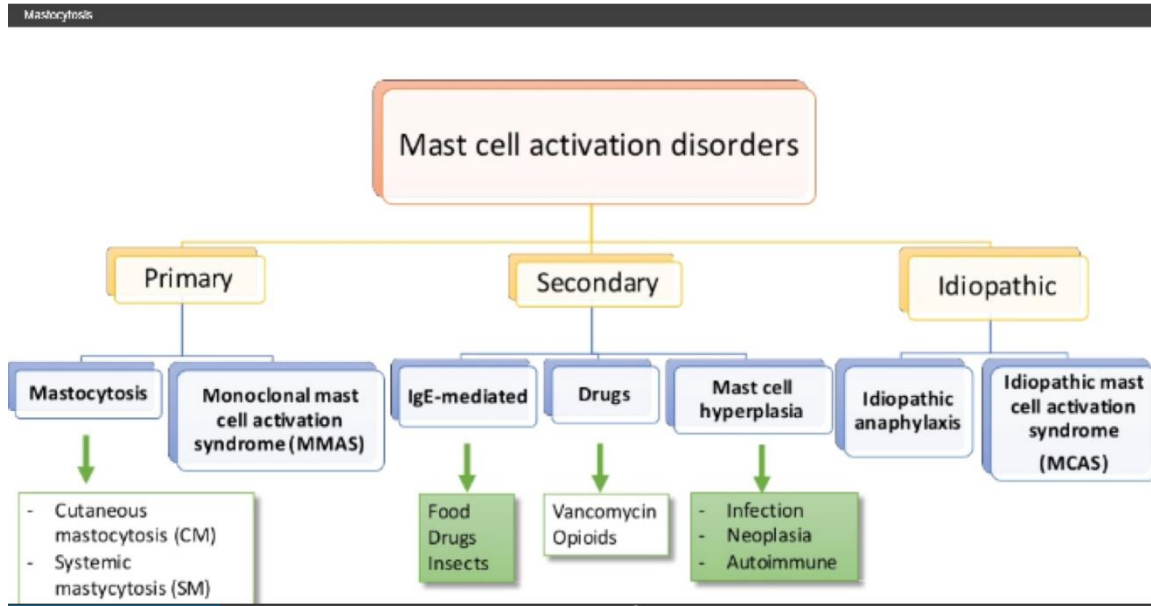 Mastocytosis
Mast cell activation disorders
Primary
Secondary
Idiopathic
Mastocytosis
Monoclonal mast
cell activation
syndrome (MMAS)
IgE-mediated
Drugs
Mast cell
hyperplasia
Idiopathic
anaphylaxis
Idiopathic mast
cell activation
syndrome
(MCAS)
- Cutaneous
mastocytosis (CM)
- Systemic
mastycytosis (SM)
Food
Drugs
Insects
Vancomycin
Opioids
- Infection
- Neoplasia
- Autoimmune